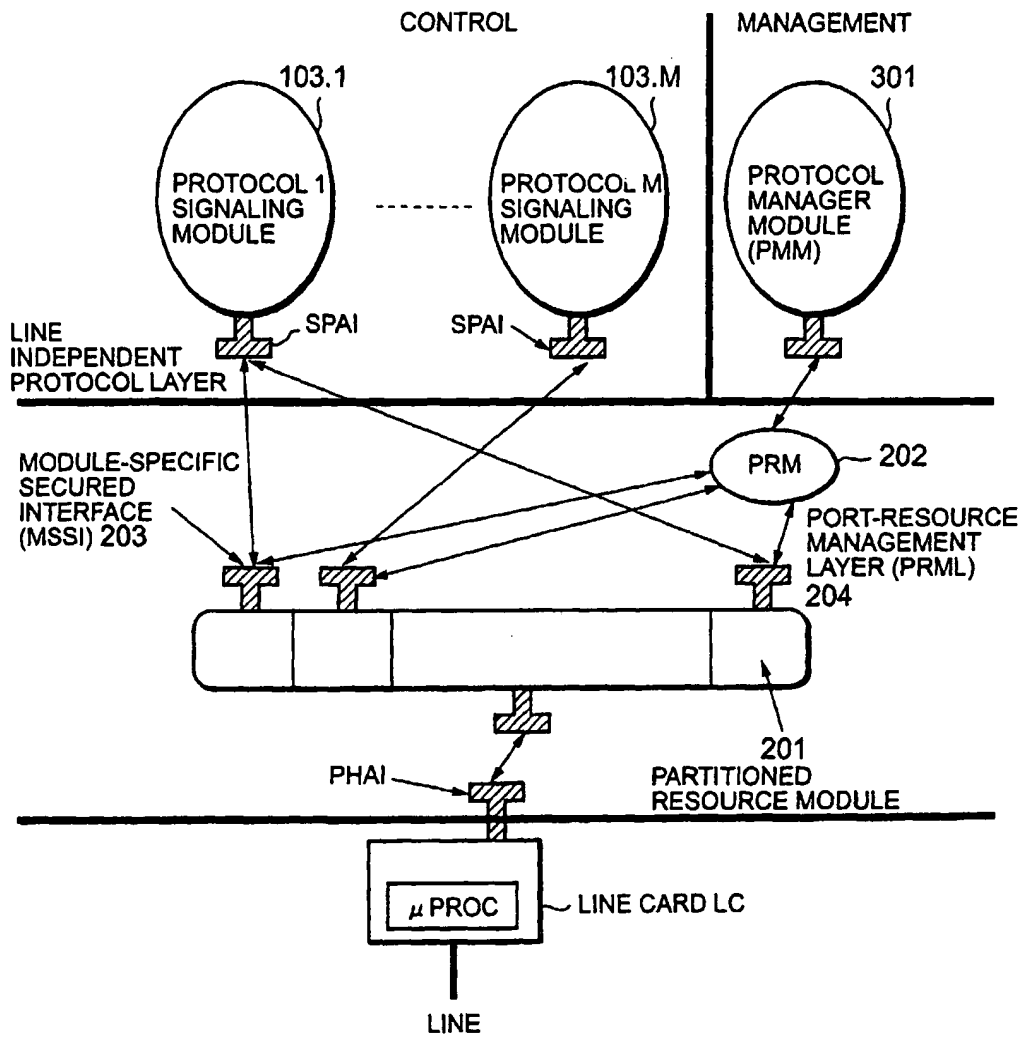 CONTROL
MANAGEMENT
103.1
103.M
301
PROTOCOL 1
SIGNALING
MODULE
PROTOCOL M
SIGNALING
MODULE
PROTOCOL
MANAGER
MODULE
(PMM)
SPAI
SPAI
LINE
INDEPENDENT
PROTOCOL LAYER
PRM
202
MODULE-SPECIFIC
SECURED
INTERFACE
(MSSI) 203
PORT-RESOURCE
MANAGEMENT
LAYER (PRML)
204
201
PARTITIONED
RESOURCE MODULE
PHAI
μ PROC
LINE CARD LC
LINE